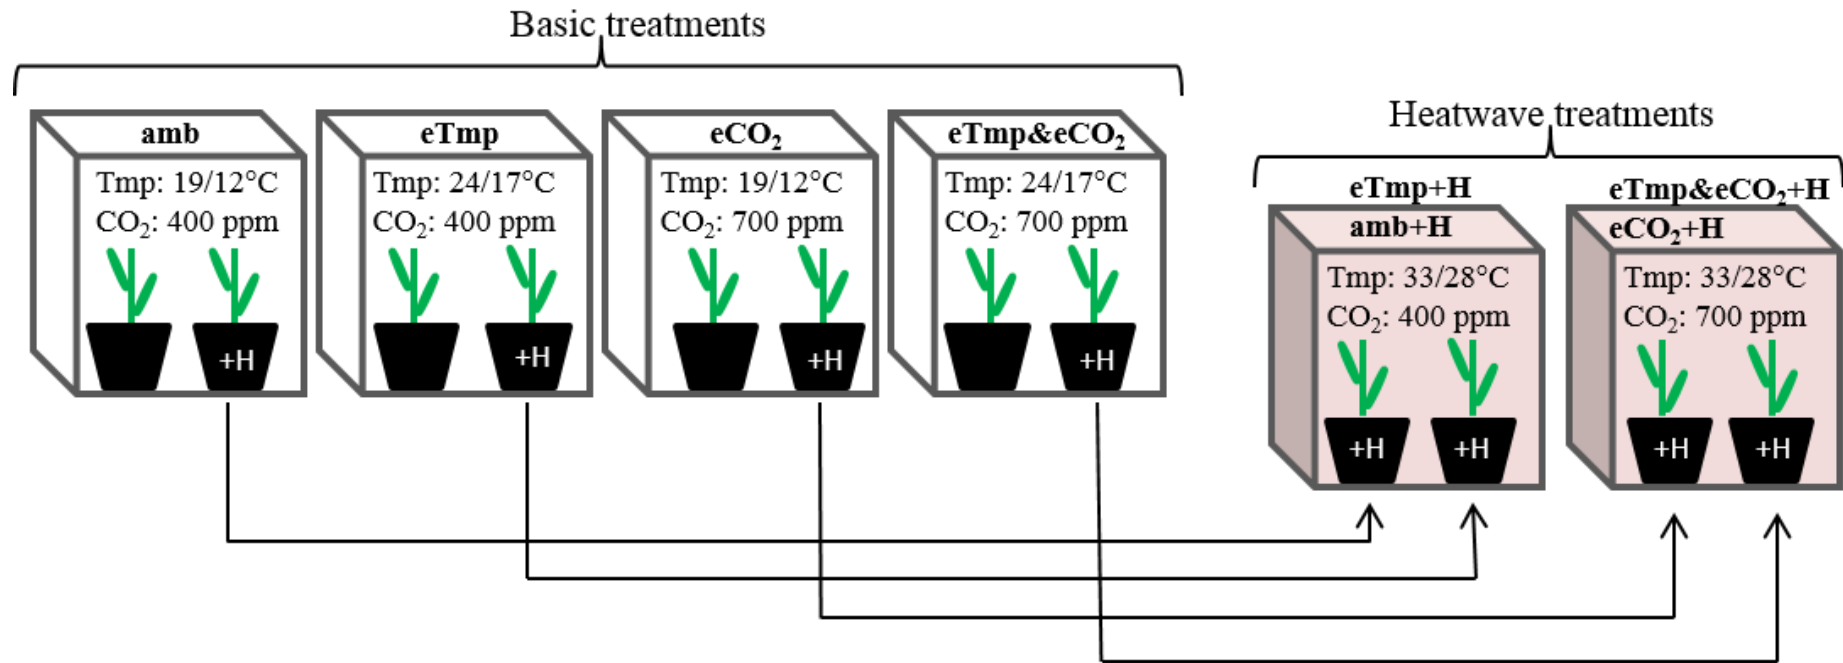 Basic treatments
amb
Tmp: 19/12°C
CO₂: 400 ppm
+H
eTmp
Tmp: 24/17°C
CO₂: 400 ppm
+H
eCO₂
Tmp: 19/12°C
CO₂: 700 ppm
+H
eTmp&eCO₂
Tmp: 24/17°C
CO₂: 700 ppm
+H
Heatwave treatments
eTmp+H
amb+H
Tmp: 33/28°C
CO₂: 400 ppm
+H +H
eTmp&eCO₂+H
eCO₂+H
Tmp: 33/28°C
CO₂: 700 ppm
+H +H